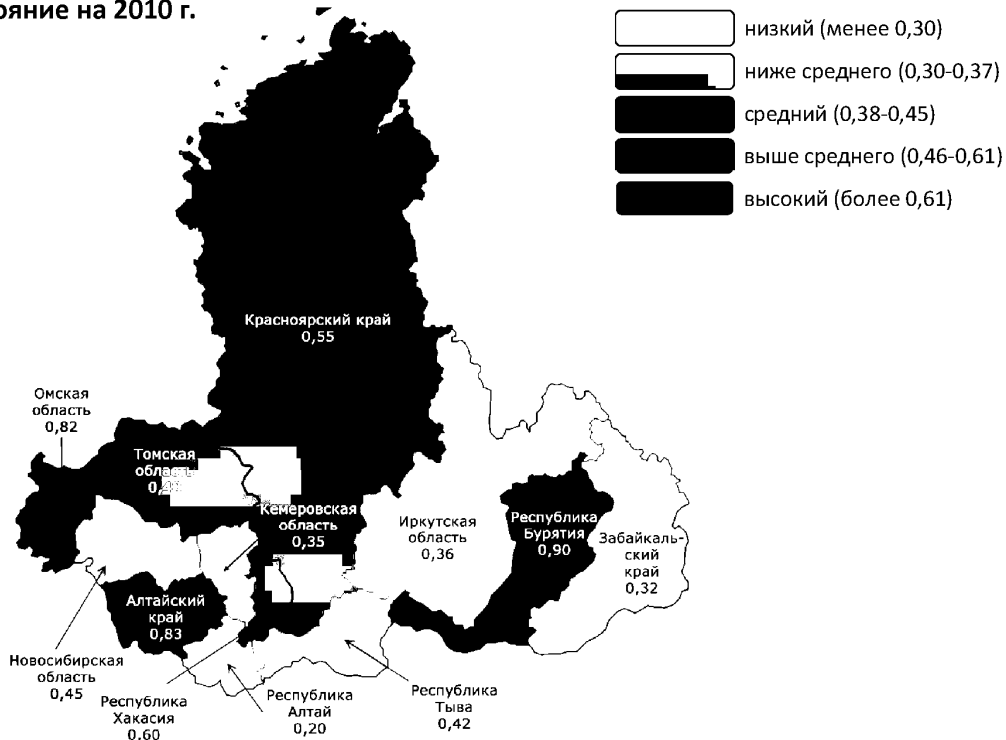 яние на 2010 г.
низкий (менее 0,30)
ниже среднего (0,30-0,37)
средний (0,38-0,45)
выше среднего (0,46-0,61)
высокий (более 0,61)
Красноярский край
0,55
Омская
область
0,82
Томская
область
Кемеровская
область
0,35
Иркутская
область
0,36
Республика
Бурятия
0,90
Забайкаль-
ский
край
0,32
Алтайский
край
0,83
Новосибирская
область
0,45
Республика
Хакасия
0,60
Республика
Алтай
0,20
Республика
Тыва
0,42